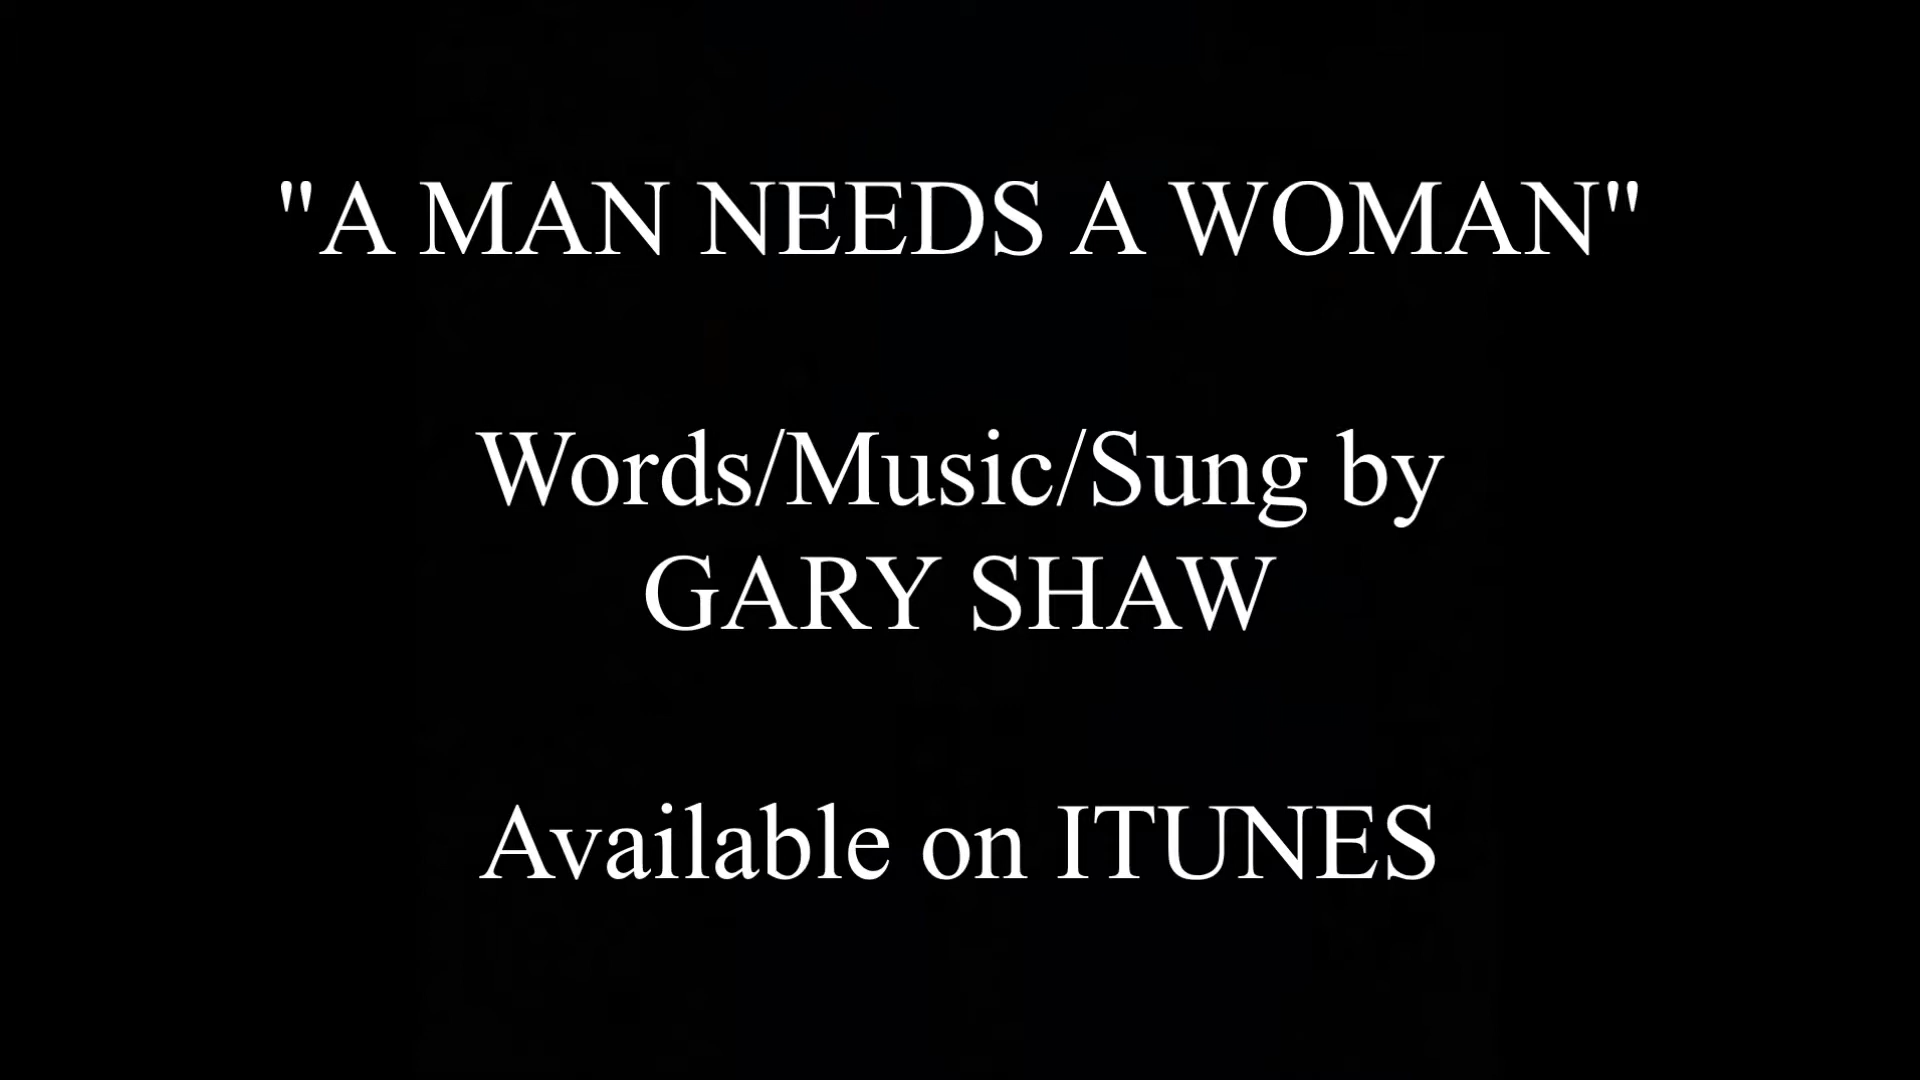 "A MAN NEEDS A WOMAN"
Words/Music/Sung by
GARY SHAW
Available on ITUNES